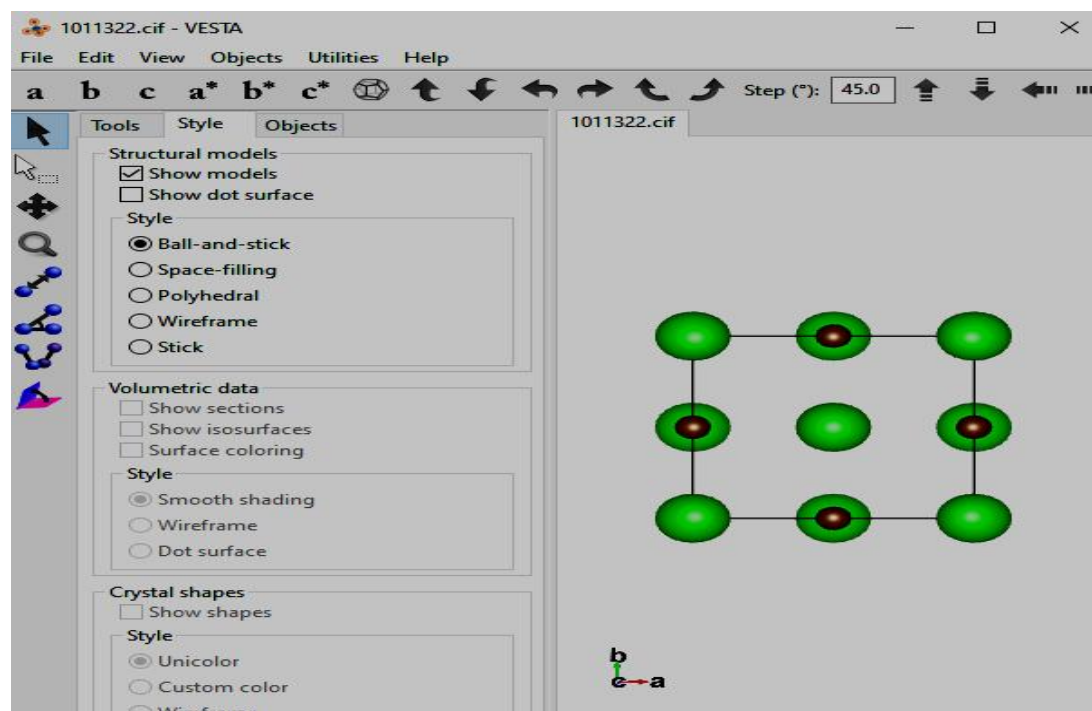 1011322.cif - VESTA
File Edit View Objects Utilities Help
a b c a* b* c* Step (°): 45.0
Tools Style Objects 1011322.cif
Structural models
Show models
Show dot surface
Style
Ball-and-stick
Space-filling
Polyhedral
Wireframe
Stick
Volumetric data
Show sections
Show isosurfaces
Surface coloring
Style
Smooth shading
Wireframe
Dot surface
Crystal shapes
Show shapes
Style
Unicolor
Custom color
b
c a